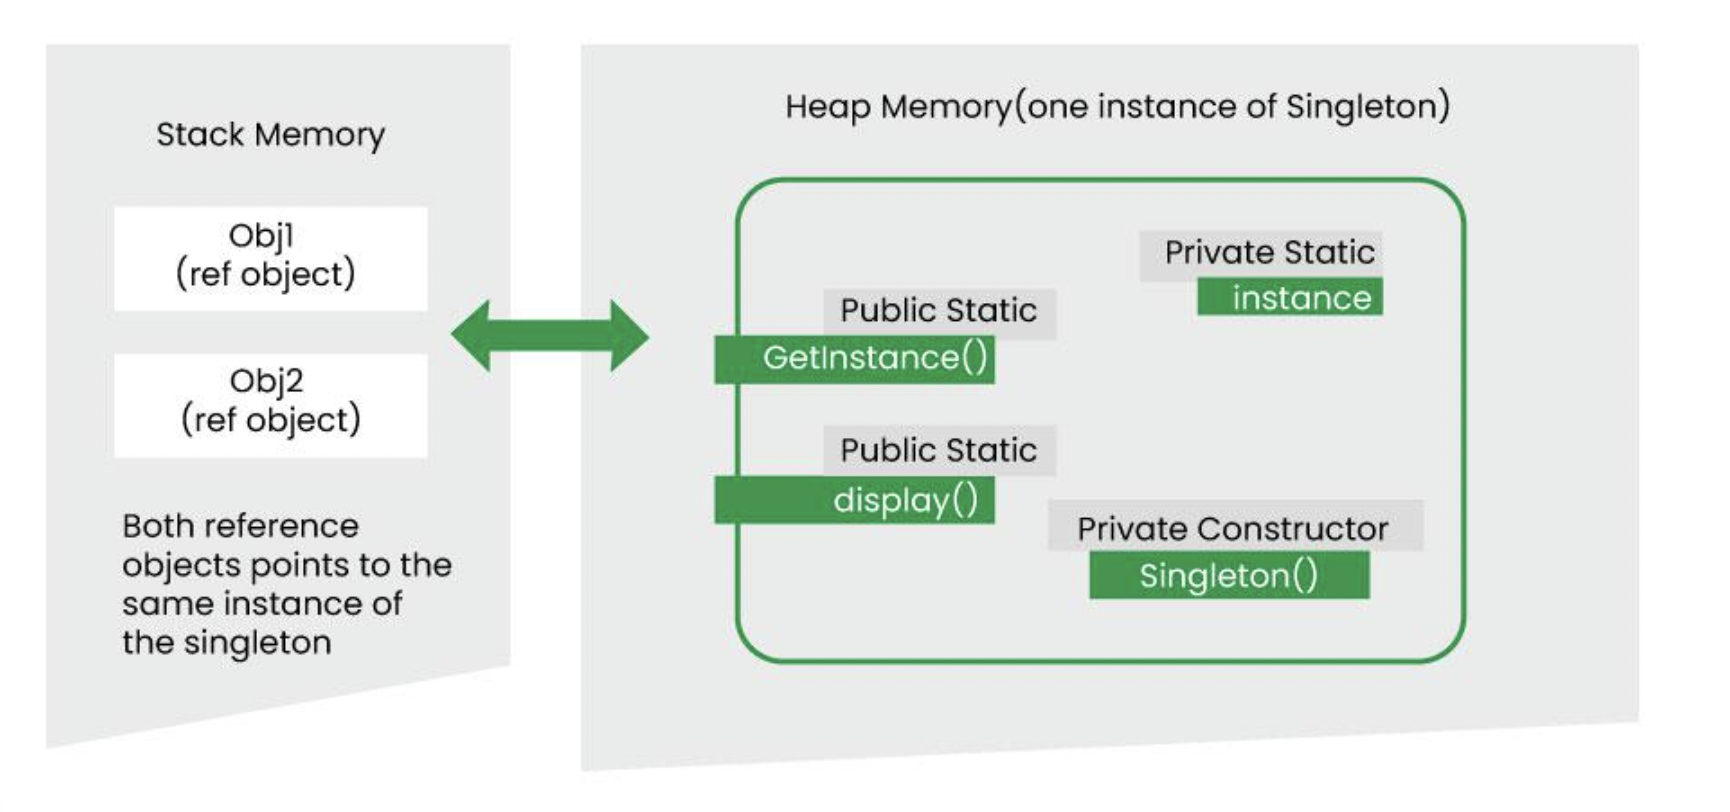 Stack Memory
Obj1
(ref object)
Obj2
(ref object)
Both reference
objects points to the
same instance of
the singleton
Heap Memory(one instance of Singleton)
Private Static
instance
Public Static
GetInstance()
Public Static
display()
Private Constructor
Singleton()